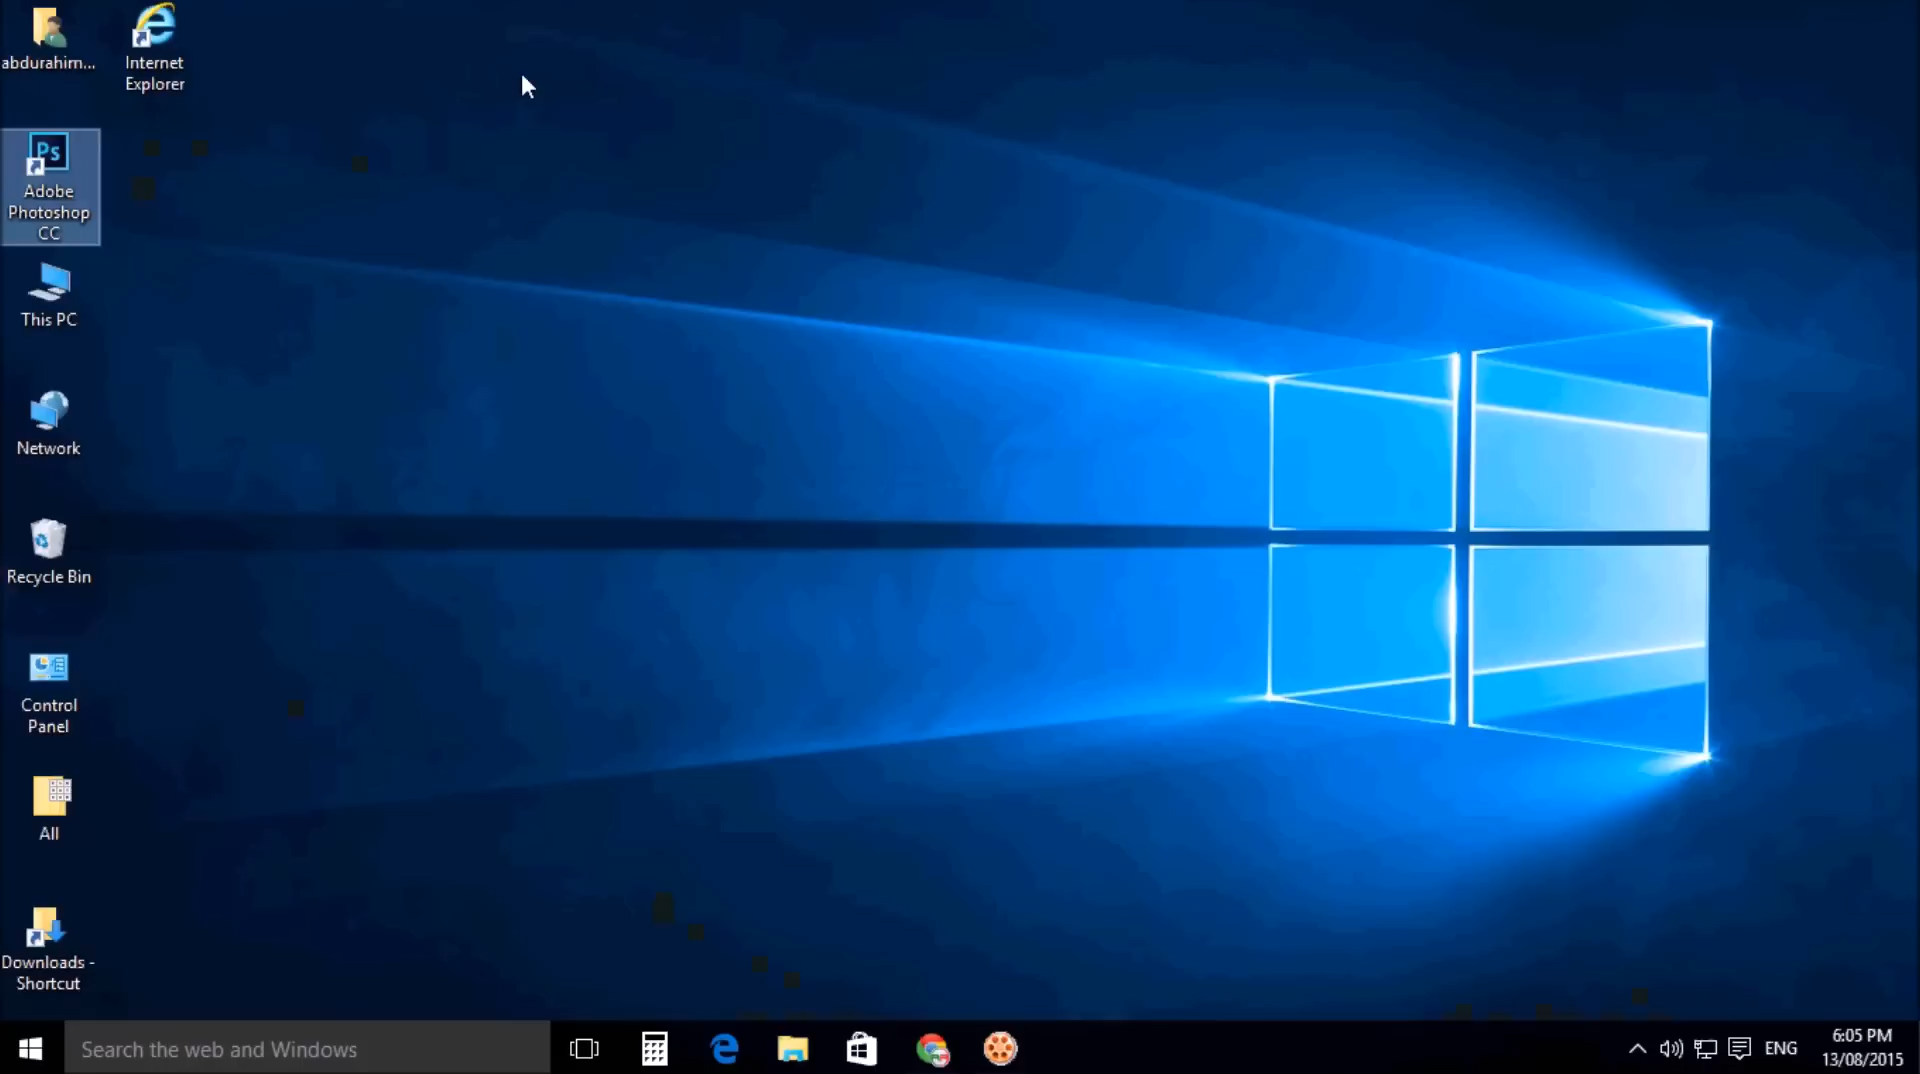 abdurahim...
Internet
Explorer
Ps
Adobe
Photoshop
CC
This PC
Network
Recycle Bin
Control
Panel
All
Downloads -
Shortcut
Search the web and Windows
ENG
6:05 PM
13/08/2015